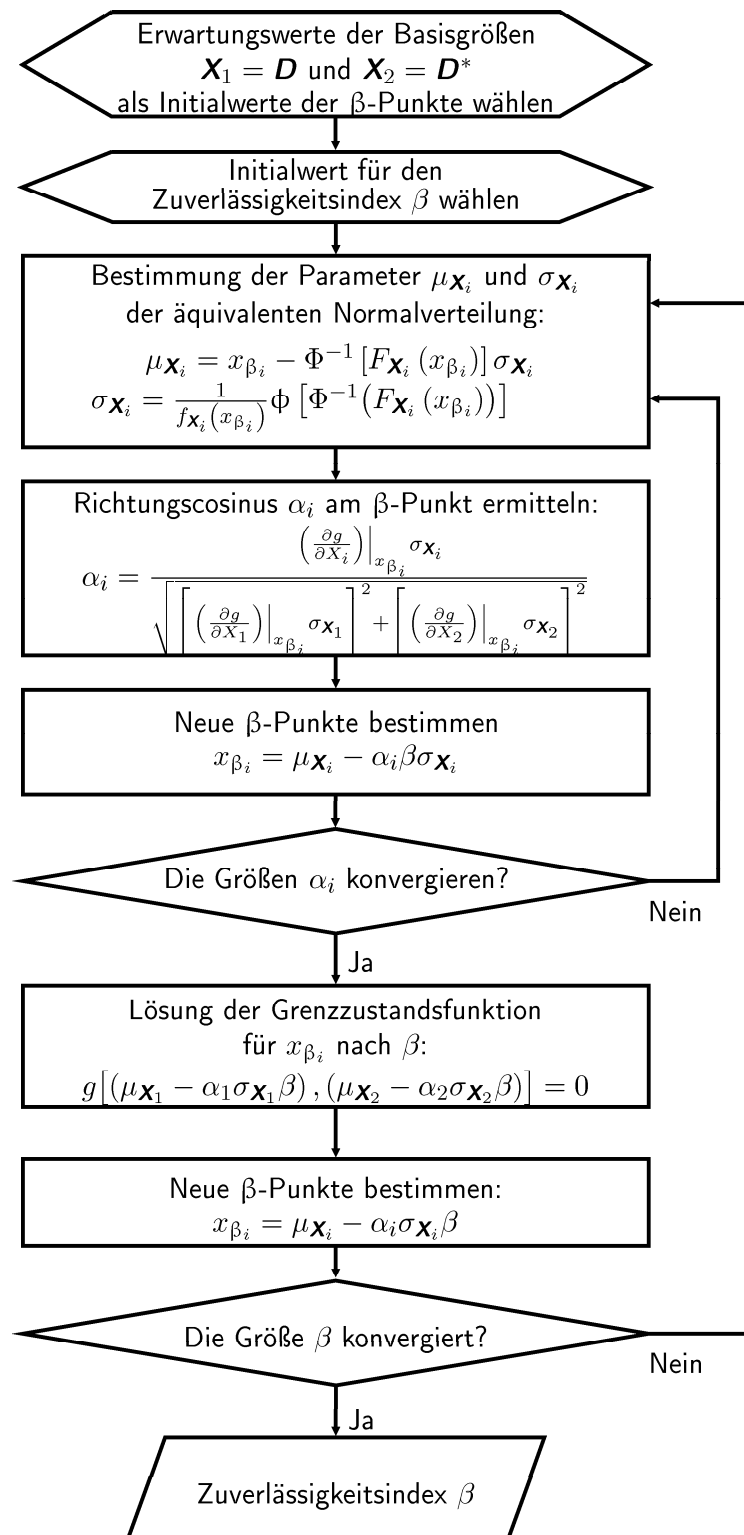 Erwartungswerte der Basisgrößen
X₁ = D und X₂ = D*
als Initialwerte der β-Punkte wählen
Initialwert für den
Zuverlässigkeitsindex β wählen
Bestimmung der Parameter μ_{X_i} und σ_{X_i}
der äquivalenten Normalverteilung:
μ_{X_i} = x_{β_i} − Φ^{−1} [F_{X_i} (x_{β_i})] σ_{X_i}
σ_{X_i} = \frac{1}{f_{X_i}(x_{β_i})} ϕ [Φ^{−1}(F_{X_i} (x_{β_i}))]
Richtungscosinus α_i am β-Punkt ermitteln:
α_i = \frac{(\frac{∂g}{∂X_i})|_{x_{β_i}} σ_{X_i}}{\sqrt{[(\frac{∂g}{∂X_1})|_{x_{β_i}} σ_{X_1}]^2 + [(\frac{∂g}{∂X_2})|_{x_{β_i}} σ_{X_2}]^2}}
Neue β-Punkte bestimmen
x_{β_i} = μ_{X_i} − α_i β σ_{X_i}
Die Größen α_i konvergieren?
Nein
Ja
Lösung der Grenzzustandsfunktion
für x_{β_i} nach β:
g[(μ_{X_1} − α_1 σ_{X_1} β) , (μ_{X_2} − α_2 σ_{X_2} β)] = 0
Neue β-Punkte bestimmen:
x_{β_i} = μ_{X_i} − α_i σ_{X_i} β
Die Größe β konvergiert?
Nein
Ja
Zuverlässigkeitsindex β